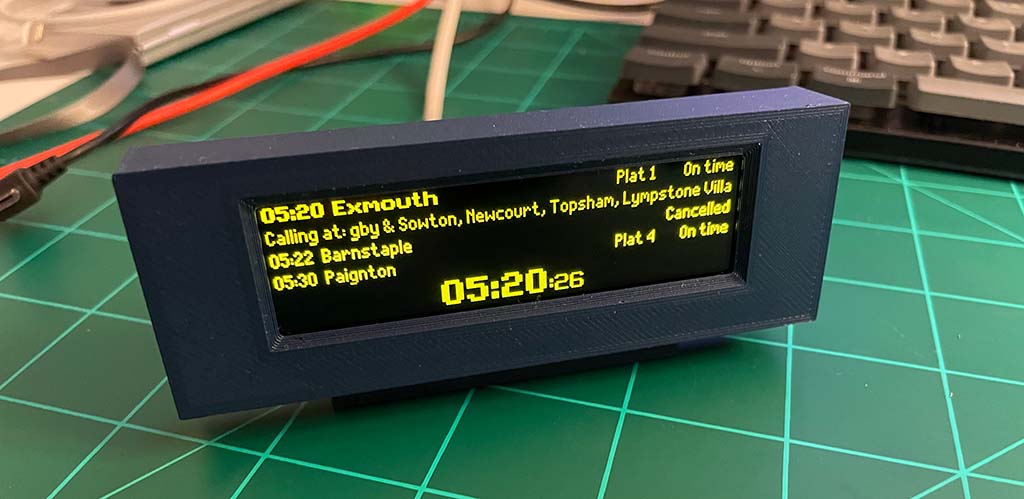 05:20 Exmouth Plat 1 On time
Calling at: gby & Sowton, Newcourt, Topsham, Lympstone Villa
05:22 Barnstaple Cancelled
05:30 Paignton Plat 4 On time
05:20:26